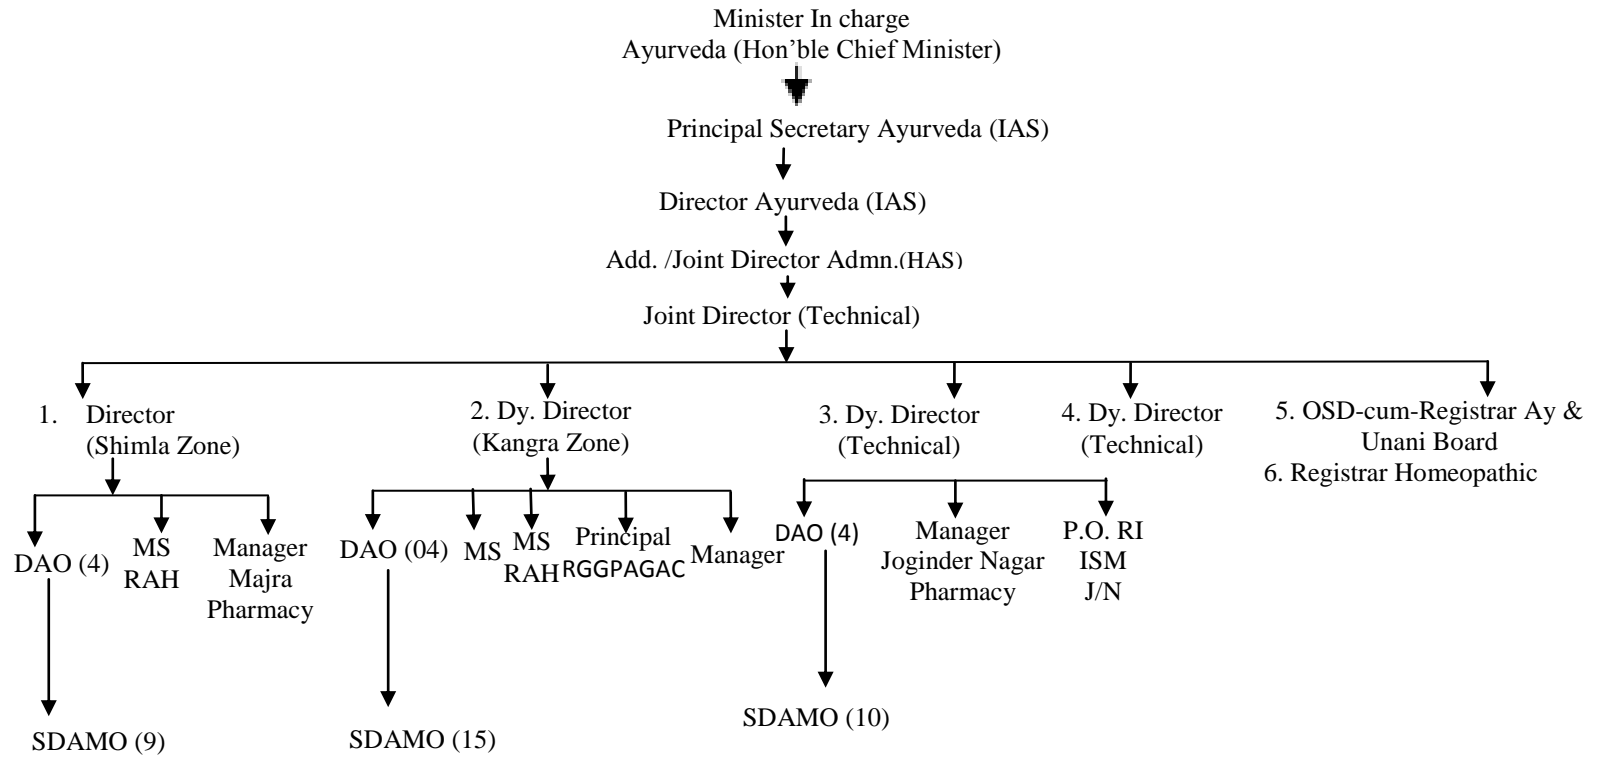 Minister In charge
Ayurveda (Hon’ble Chief Minister)
Principal Secretary Ayurveda (IAS)
Director Ayurveda (IAS)
Add. /Joint Director Admn.(HAS)
Joint Director (Technical)
1. Director
(Shimla Zone)
2. Dy. Director
(Kangra Zone)
3. Dy. Director
(Technical)
4. Dy. Director
(Technical)
5. OSD-cum-Registrar Ay &
Unani Board
6. Registrar Homeopathic
DAO (4)
MS
RAH
Manager
Majra
Pharmacy
DAO (04)
MS
MS
RAH
Principal
RGGPAGAC
Manager
DAO (4)
Manager
Joginder Nagar
Pharmacy
P.O. RI
ISM
J/N
SDAMO (9)
SDAMO (15)
SDAMO (10)